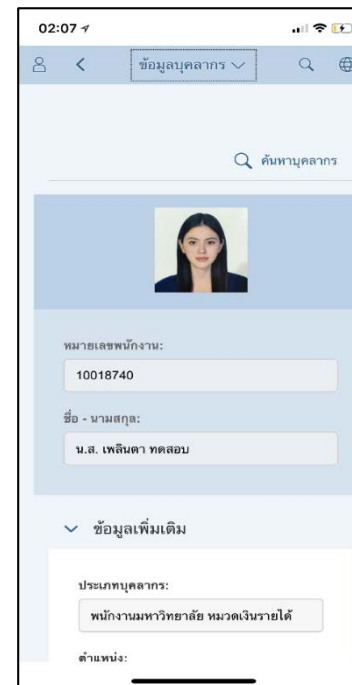 02:07
ข้อมูลบุคลากร
ค้นหาบุคลากร
หมายเลขพนักงาน:
10018740
ชื่อ - นามสกุล:
น.ส. เพลินตา ทดสอบ
ข้อมูลเพิ่มเติม
ประเภทบุคลากร:
พนักงานมหาวิทยาลัย หมวดเงินรายได้
ตำแหน่ง: